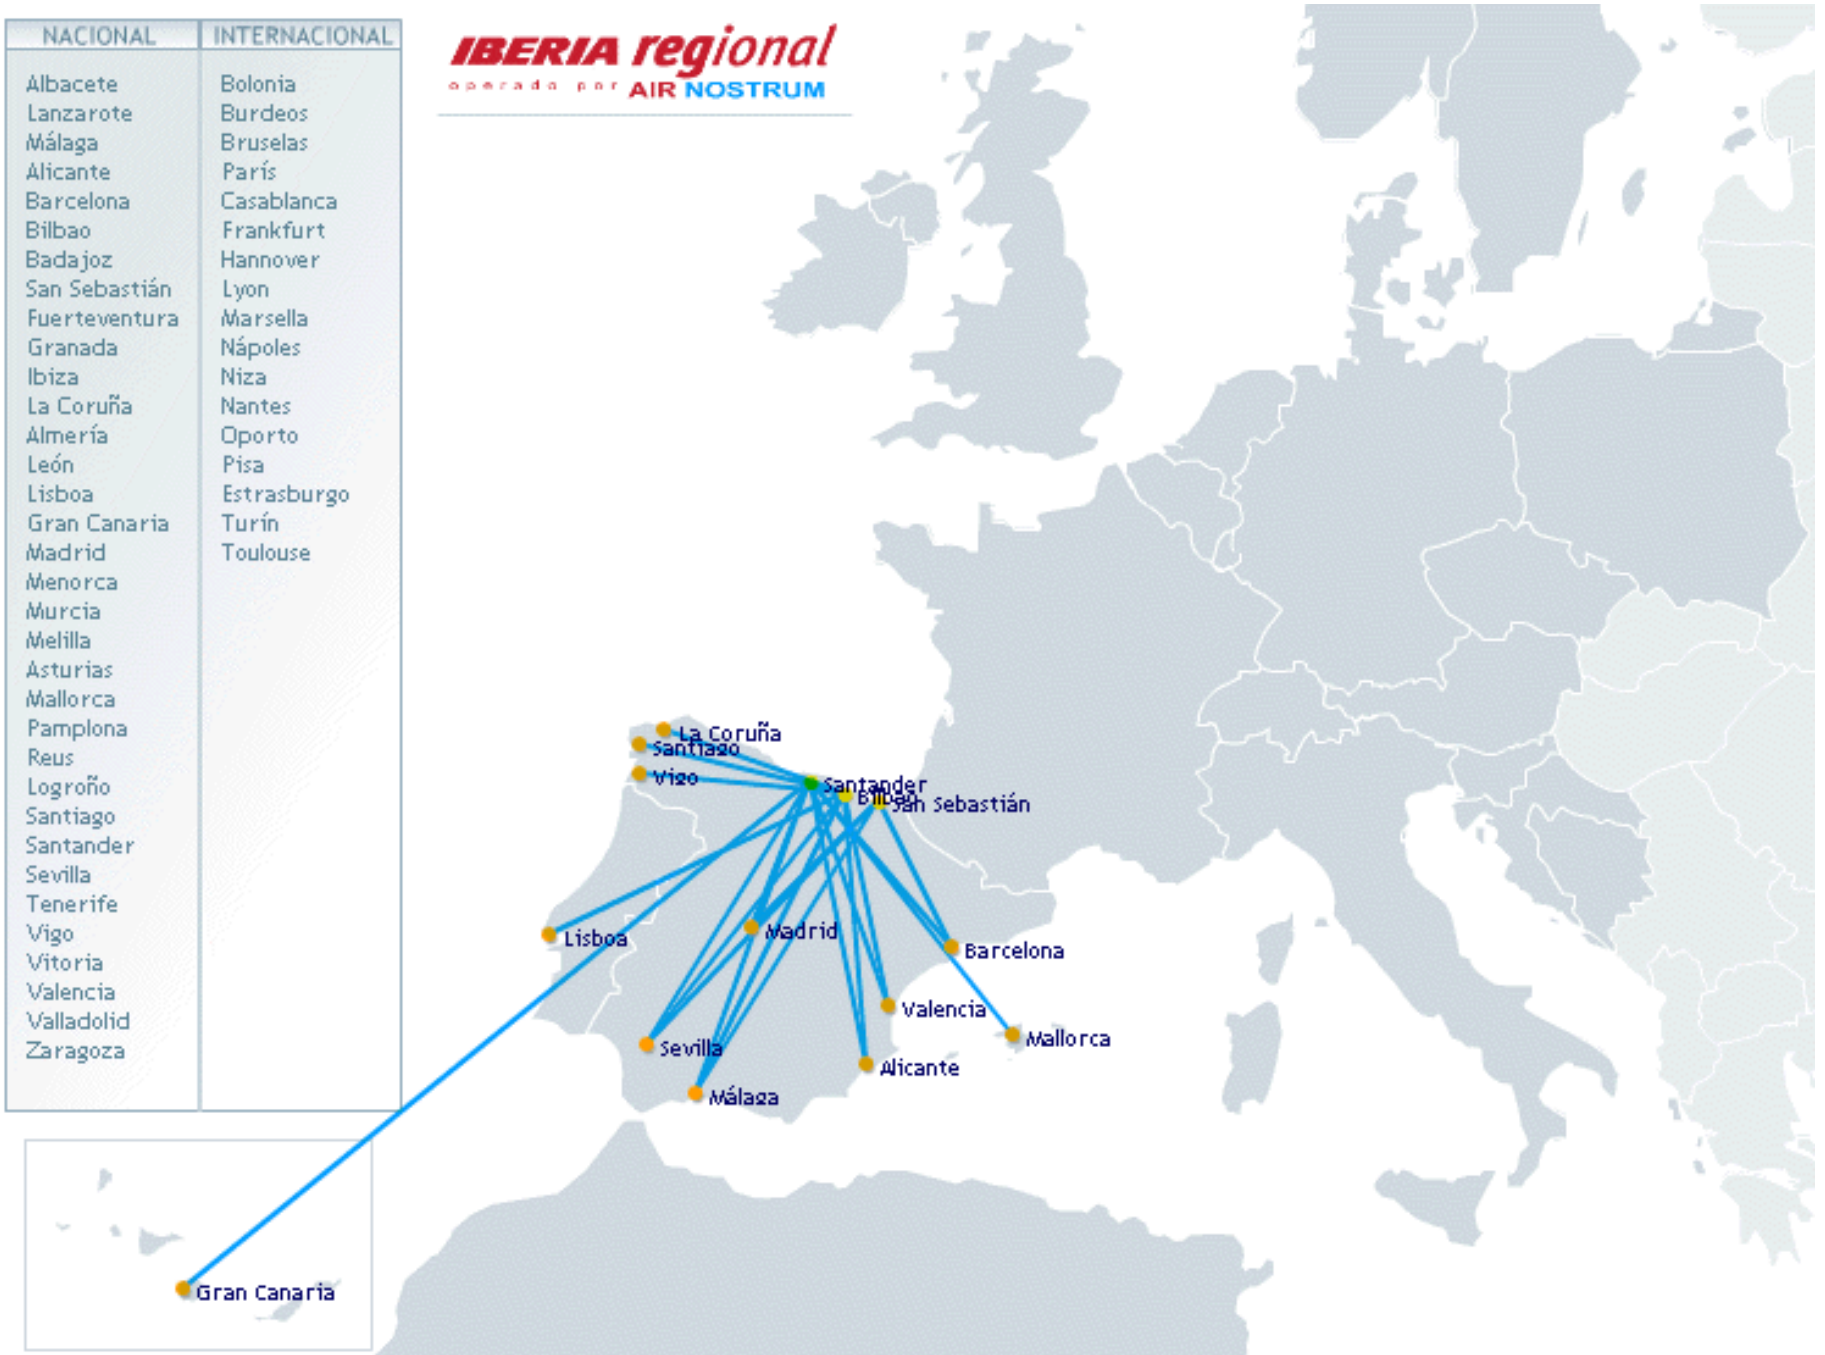 NACIONAL
Albacete
Lanzarote
Málaga
Alicante
Barcelona
Bilbao
Badajoz
San Sebastián
Fuerteventura
Granada
Ibiza
La Coruña
Almería
León
Lisboa
Gran Canaria
Madrid
Menorca
Murcia
Melilla
Asturias
Mallorca
Pamplona
Reus
Logroño
Santiago
Santander
Sevilla
Tenerife
Vigo
Vitoria
Valencia
Valladolid
Zaragoza
INTERNACIONAL
Bolonia
Burdeos
Bruselas
París
Casablanca
Frankfurt
Hannover
Lyon
Marsella
Nápoles
Niza
Nantes
Oporto
Pisa
Estrasburgo
Turín
Toulouse
IBERIA regional
operado por AIR NOSTRUM
La Coruña
Santiago
Vigo
Santander
Bilbao
San Sebastián
Lisboa
Madrid
Barcelona
Valencia
Sevilla
Mallorca
Alicante
Málaga
Gran Canaria